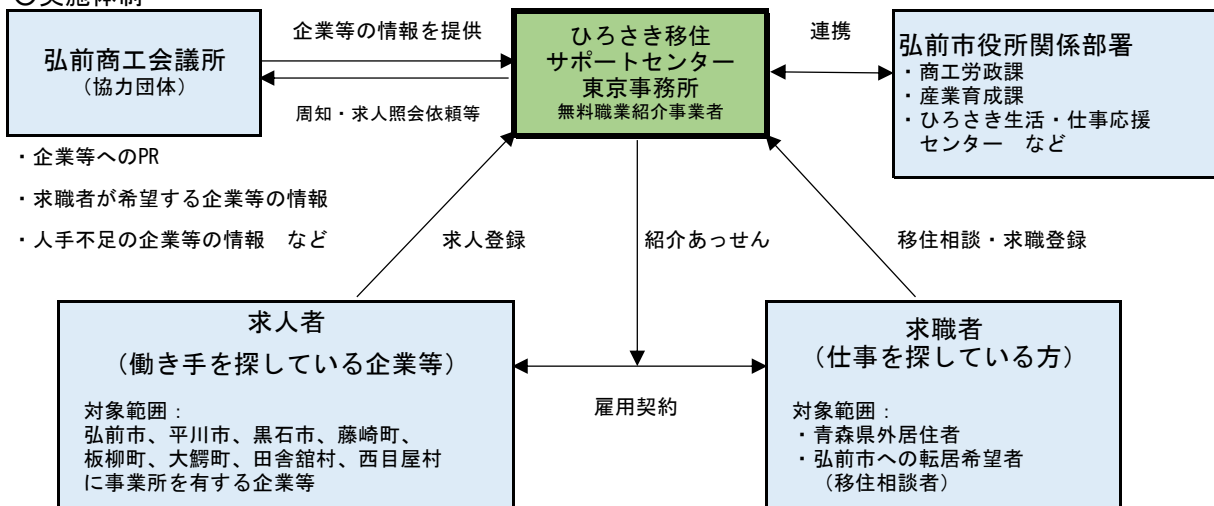 ○実施体制
弘前商工会議所
（協力団体）
企業等の情報を提供
周知・求人照会依頼等
ひろさき移住
サポートセンター
東京事務所
無料職業紹介事業者
連携
弘前市役所関係部署
・商工労政課
・産業育成課
・ひろさき生活・仕事応援
センター　など
・企業等へのPR
・求職者が希望する企業等の情報
・人手不足の企業等の情報　など
求人登録
紹介あっせん
移住相談・求職登録
求人者
（働き手を探している企業等）
対象範囲：
弘前市、平川市、黒石市、藤崎町、
板柳町、大鰐町、田舎舘村、西目屋村
に事業所を有する企業等
雇用契約
求職者
（仕事を探している方）
対象範囲：
・青森県外居住者
・弘前市への転居希望者
（移住相談者）